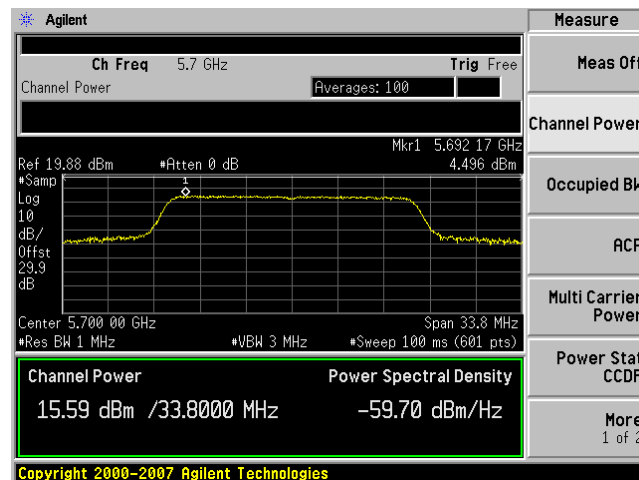 Agilent
Measure
Ch Freq 5.7 GHz Trig Free
Channel Power Averages: 100
Mkr1 5.692 17 GHz
Ref 19.88 dBm #Atten 0 dB 4.496 dBm
#Samp
Log
10
dB/
Offst
29.9
dB
1
Center 5.700 00 GHz Span 33.8 MHz
#Res BW 1 MHz #VBW 3 MHz #Sweep 100 ms (601 pts)
Channel Power Power Spectral Density
15.59 dBm /33.8000 MHz -59.70 dBm/Hz
Copyright 2000-2007 Agilent Technologies
Meas Off
Channel Power
Occupied
ACP
Multi Carrier
Power
Power Stat
CCDF
More
1 of 2